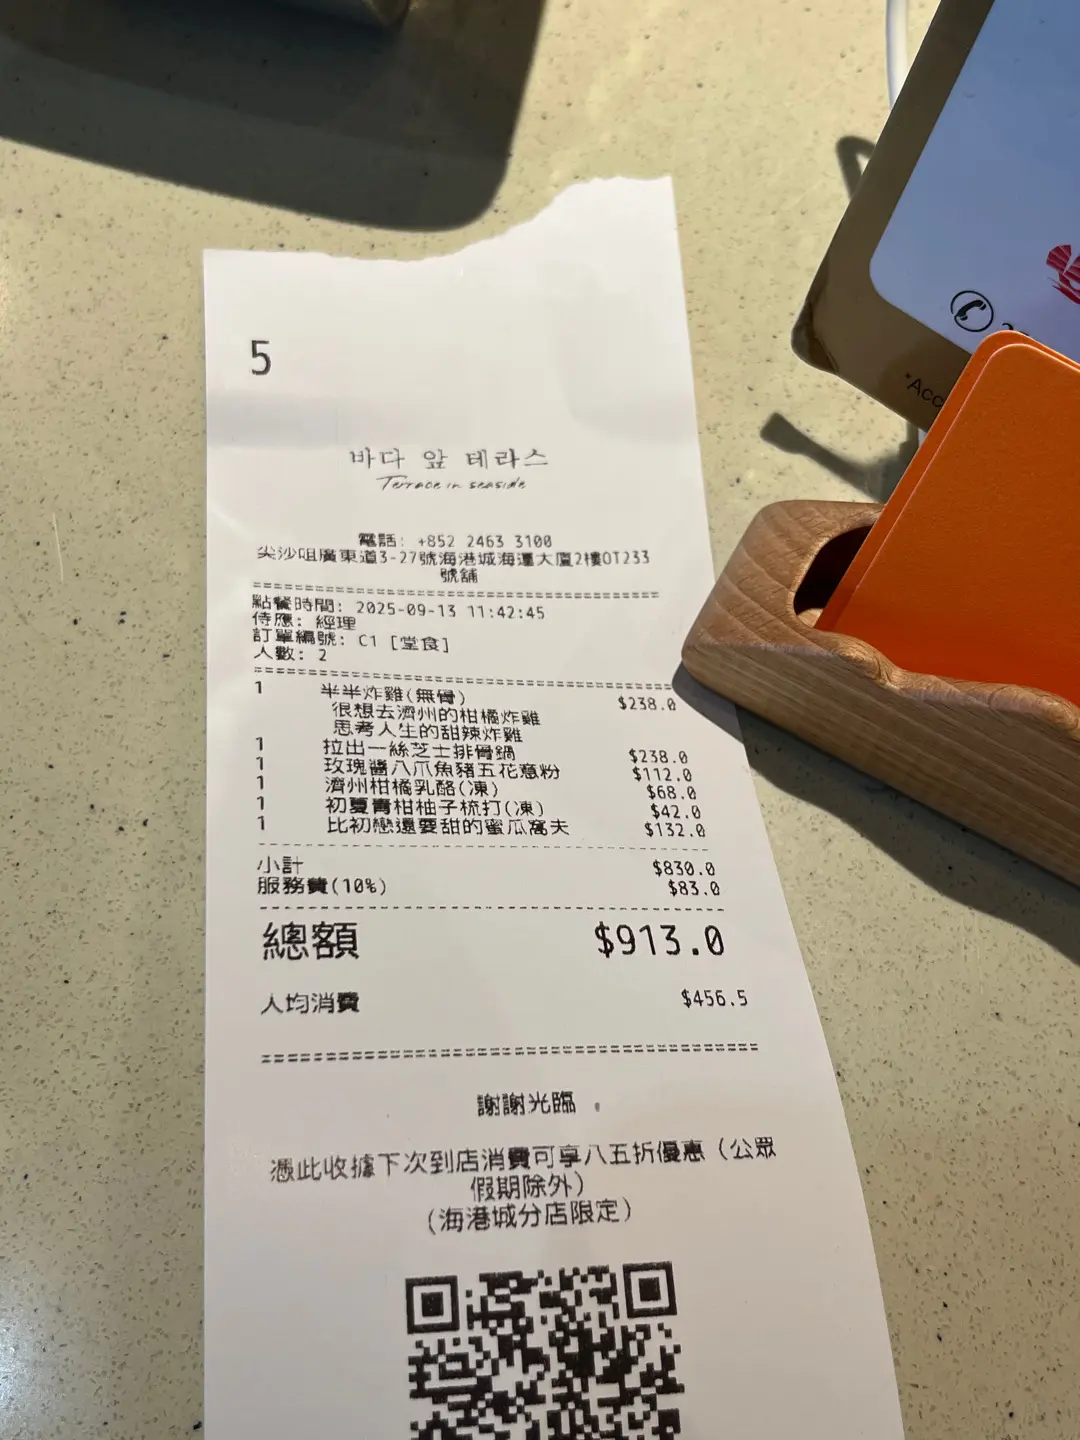 5
바다 앞 테라스
Terrace in seaside
電話: +852 2463 3100
尖沙咀廣東道3-27號海港城海運大廈2樓OT233
號舖
點餐時間: 2025-09-13 11:42:45
侍應: 經理
訂單編號: C1 [堂食]
人數: 2
1 半半炸雞(無骨) $238.0
很想去濟州的柑橘炸雞
思考人生的甜辣炸雞
1 拉出一絲芝士排骨鍋 $238.0
1 玫瑰醬八爪魚豬五花意粉 $112.0
1 濟州柑橘乳酪(凍) $68.0
1 初夏青柑柚子梳打(凍) $42.0
1 比初戀還要甜的蜜瓜窩夫 $132.0
小計 $830.0
服務費(10%) $83.0
總額 $913.0
人均消費 $456.5
謝謝光臨 。
憑此收據下次到店消費可享八五折優惠（公眾
假期除外）
（海港城分店限定）
*Acc